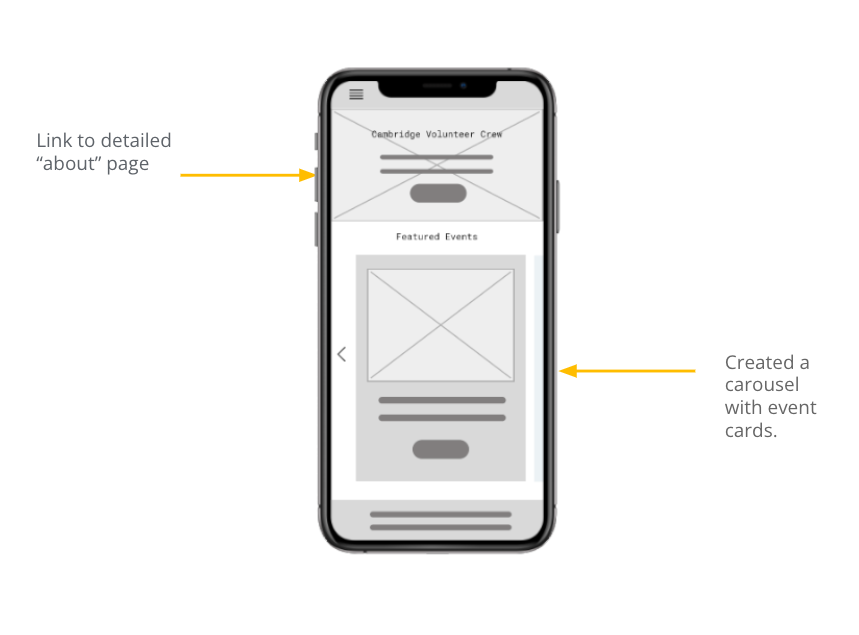 Link to detailed
“about” page
Cambridge Volunteer Crew
Featured Events
Created a
carousel
with event
cards.